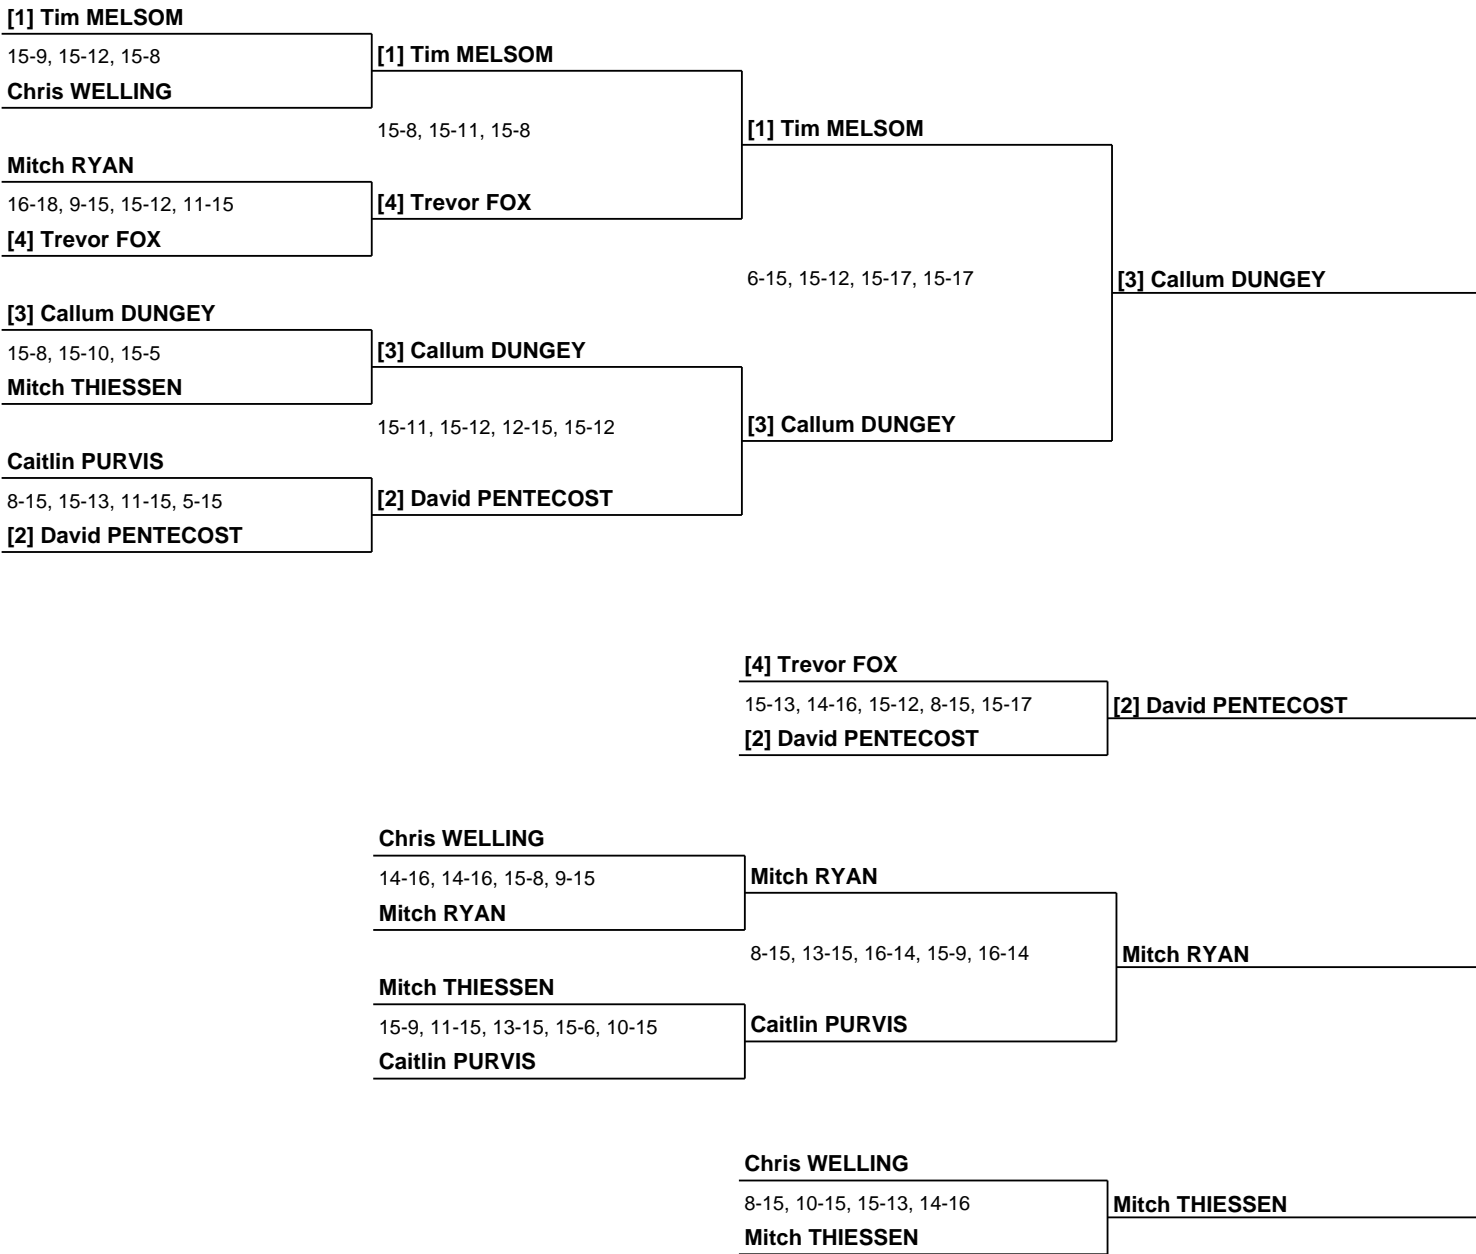 [1] Tim MELSOM
15-9, 15-12, 15-8
[1] Tim MELSOM
Chris WELLING
15-8, 15-11, 15-8
[1] Tim MELSOM
Mitch RYAN
16-18, 9-15, 15-12, 11-15
[4] Trevor FOX
[4] Trevor FOX
6-15, 15-12, 15-17, 15-17
[3] Callum DUNGEY
[3] Callum DUNGEY
15-8, 15-10, 15-5
[3] Callum DUNGEY
Mitch THIESSEN
15-11, 15-12, 12-15, 15-12
[3] Callum DUNGEY
Caitlin PURVIS
8-15, 15-13, 11-15, 5-15
[2] David PENTECOST
[2] David PENTECOST
[4] Trevor FOX
15-13, 14-16, 15-12, 8-15, 15-17
[2] David PENTECOST
[2] David PENTECOST
Chris WELLING
14-16, 14-16, 15-8, 9-15
Mitch RYAN
Mitch RYAN
8-15, 13-15, 16-14, 15-9, 16-14
Mitch RYAN
Mitch THIESSEN
15-9, 11-15, 13-15, 15-6, 10-15
Caitlin PURVIS
Caitlin PURVIS
Chris WELLING
8-15, 10-15, 15-13, 14-16
Mitch THIESSEN
Mitch THIESSEN